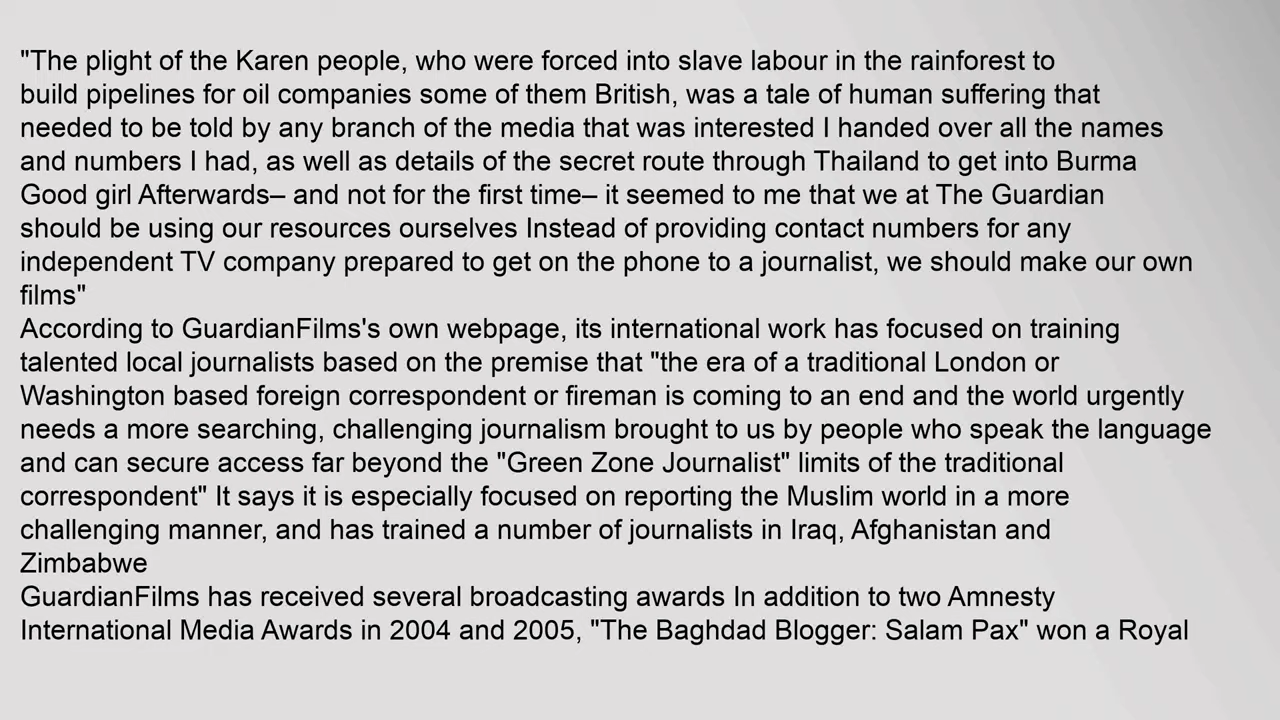 "The plight of the Karen people, who were forced into slave labour in the rainforest to
build pipelines for oil companies some of them British, was a tale of human suffering that
needed to be told by any branch of the media that was interested I handed over all the names
and numbers I had, as well as details of the secret route through Thailand to get into Burma
Good girl Afterwards– and not for the first time– it seemed to me that we at The Guardian
should be using our resources ourselves Instead of providing contact numbers for any
independent TV company prepared to get on the phone to a journalist, we should make our own
films"
According to GuardianFilms's own webpage, its international work has focused on training
talented local journalists based on the premise that "the era of a traditional London or
Washington based foreign correspondent or fireman is coming to an end and the world urgently
needs a more searching, challenging journalism brought to us by people who speak the language
and can secure access far beyond the "Green Zone Journalist" limits of the traditional
correspondent" It says it is especially focused on reporting the Muslim world in a more
challenging manner, and has trained a number of journalists in Iraq, Afghanistan and
Zimbabwe
GuardianFilms has received several broadcasting awards In addition to two Amnesty
International Media Awards in 2004 and 2005, "The Baghdad Blogger: Salam Pax" won a Royal